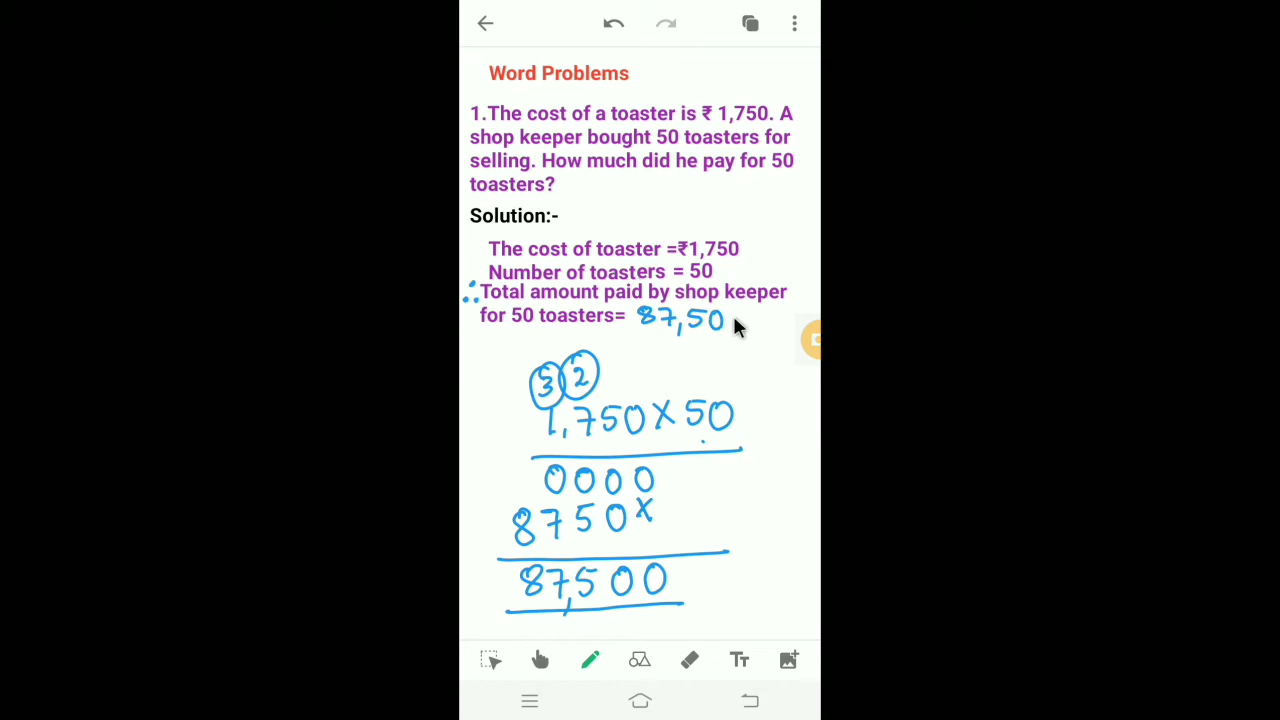 Word Problems
1.The cost of a toaster is ₹ 1,750. A
shop keeper bought 50 toasters for
selling. How much did he pay for 50
toasters?
Solution:-
The cost of toaster =₹1,750
Number of toasters = 50
∴Total amount paid by shop keeper
for 50 toasters= 87,50
3 2
1,750×50
0000
8750×
87,500
Tт